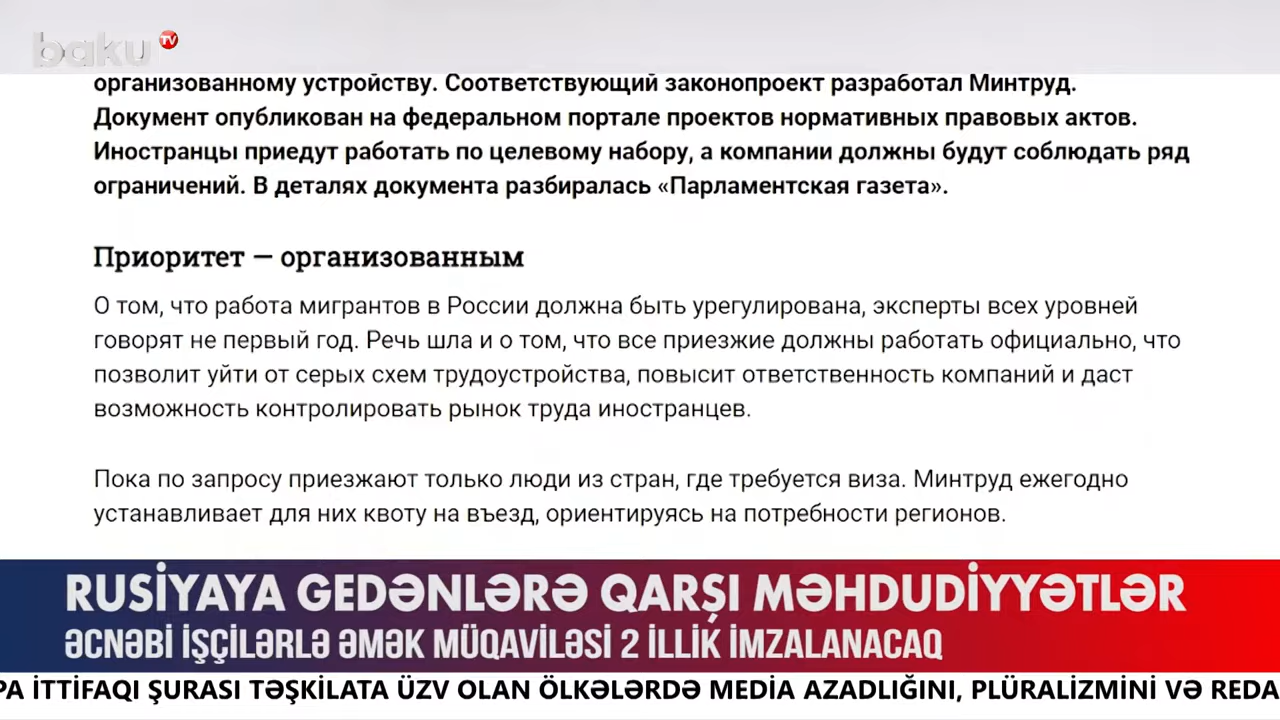 baku TV
организованному устройству. Соответствующий законопроект разработал Минтруд.
Документ опубликован на федеральном портале проектов нормативных правовых актов.
Иностранцы приедут работать по целевому набору, а компании должны будут соблюдать ряд
ограничений. В деталях документа разбиралась «Парламентская газета».
Приоритет — организованным
О том, что работа мигрантов в России должна быть урегулирована, эксперты всех уровней
говорят не первый год. Речь шла и о том, что все приезжие должны работать официально, что
позволит уйти от серых схем трудоустройства, повысит ответственность компаний и даст
возможность контролировать рынок труда иностранцев.
Пока по запросу приезжают только люди из стран, где требуется виза. Минтруд ежегодно
устанавливает для них квоту на въезд, ориентируясь на потребности регионов.
RUSİYAYA GEDƏNLƏRƏ QARŞI MƏHDUDİYYƏTLƏR
ƏCNƏBİ İŞÇİLƏRLƏ ƏMƏK MÜQAVİLƏSİ 2 İLLİK İMZALANACAQ
PA İTTİFAQI ŞURASI TƏŞKİLATA ÜZV OLAN ÖLKƏLƏRDƏ MEDİA AZADLIĞINI, PLÜRALİZMİNİ VƏ REDA